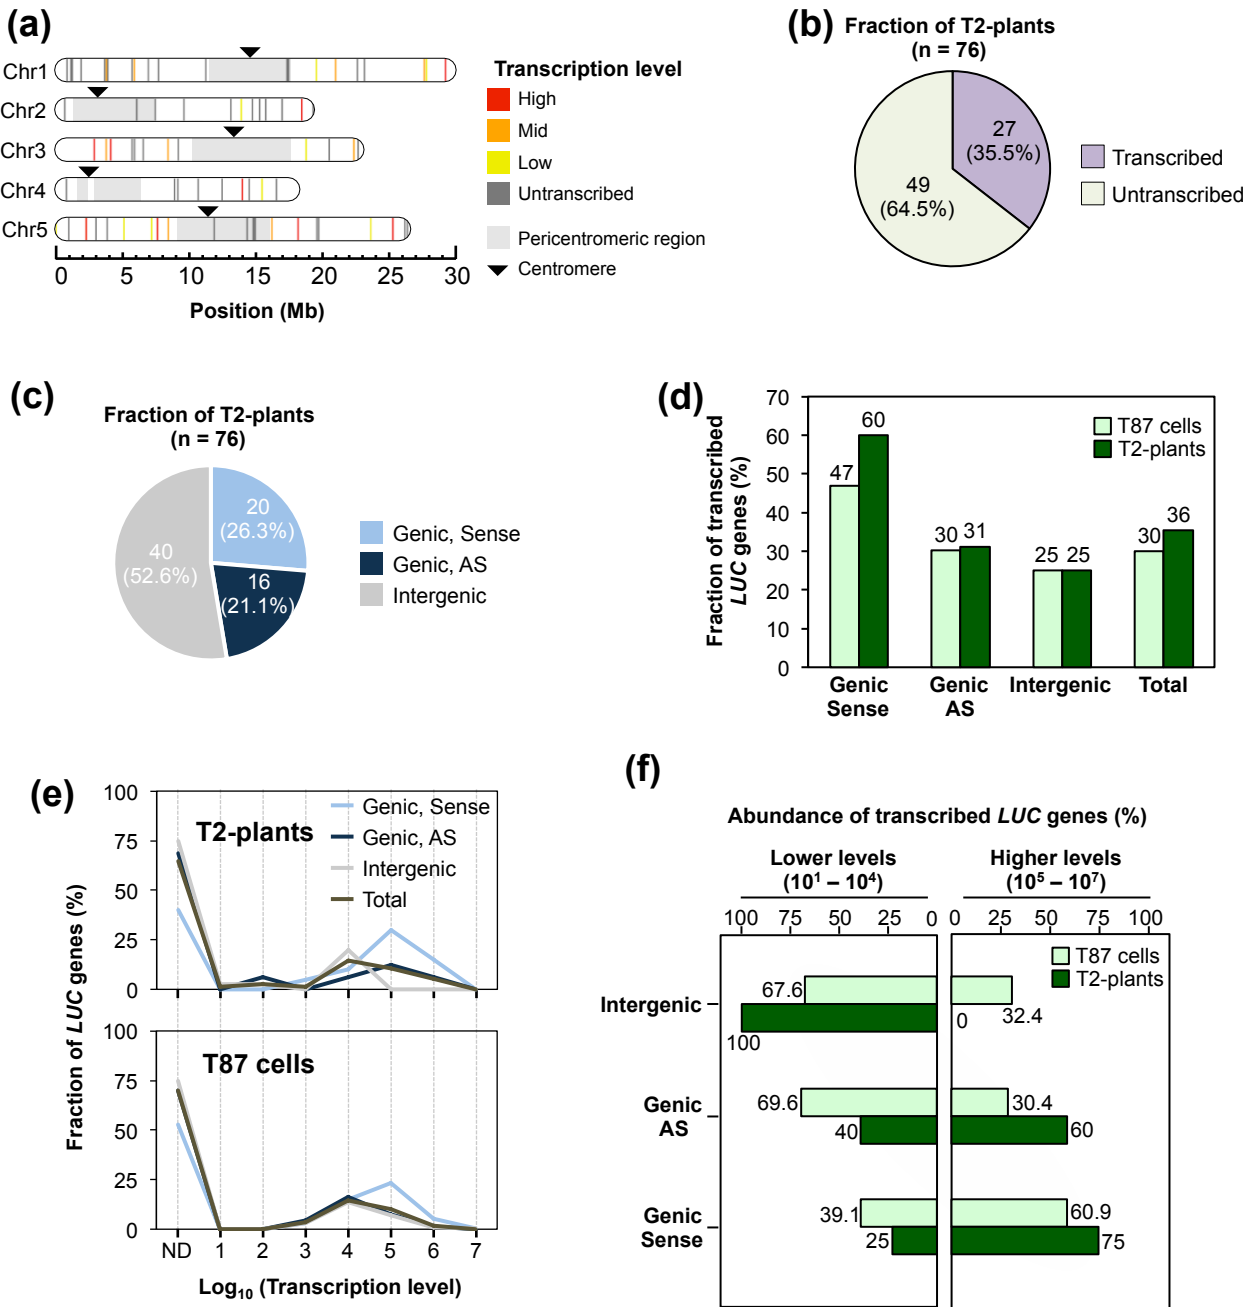 (a)
Chr1
Chr2
Chr3
Chr4
Chr5
0 5 10 15 20 25 30
Position (Mb)
Transcription level
High
Mid
Low
Untranscribed
Pericentromeric region
Centromere
(b)
Fraction of T2-plants
(n = 76)
27
(35.5%)
49
(64.5%)
Transcribed
Untranscribed
(c)
Fraction of T2-plants
(n = 76)
20
(26.3%)
40
(52.6%)
16
(21.1%)
Genic, Sense
Genic, AS
Intergenic
(d)
Fraction of transcribed
LUC genes (%)
70
60
50
40
30
20
10
0
T87 cells
T2-plants
47 60
30 31
25 25
30 36
Genic
Sense
Genic
AS
Intergenic
Total
(e)
Fraction of LUC genes (%)
100
75
50
25
0
T2-plants
Genic, Sense
Genic, AS
Intergenic
Total
100
75
50
25
0
T87 cells
ND 1 2 3 4 5 6 7
Log10 (Transcription level)
(f)
Abundance of transcribed LUC genes (%)
Lower levels
(10¹ – 10⁴)
Higher levels
(10⁵ – 10⁷)
100 75 50 25 0
0 25 50 75 100
T87 cells
T2-plants
Intergenic
67.6
100
32.4
0
Genic
AS
69.6
40
30.4
60
Genic
Sense
39.1
25
60.9
75